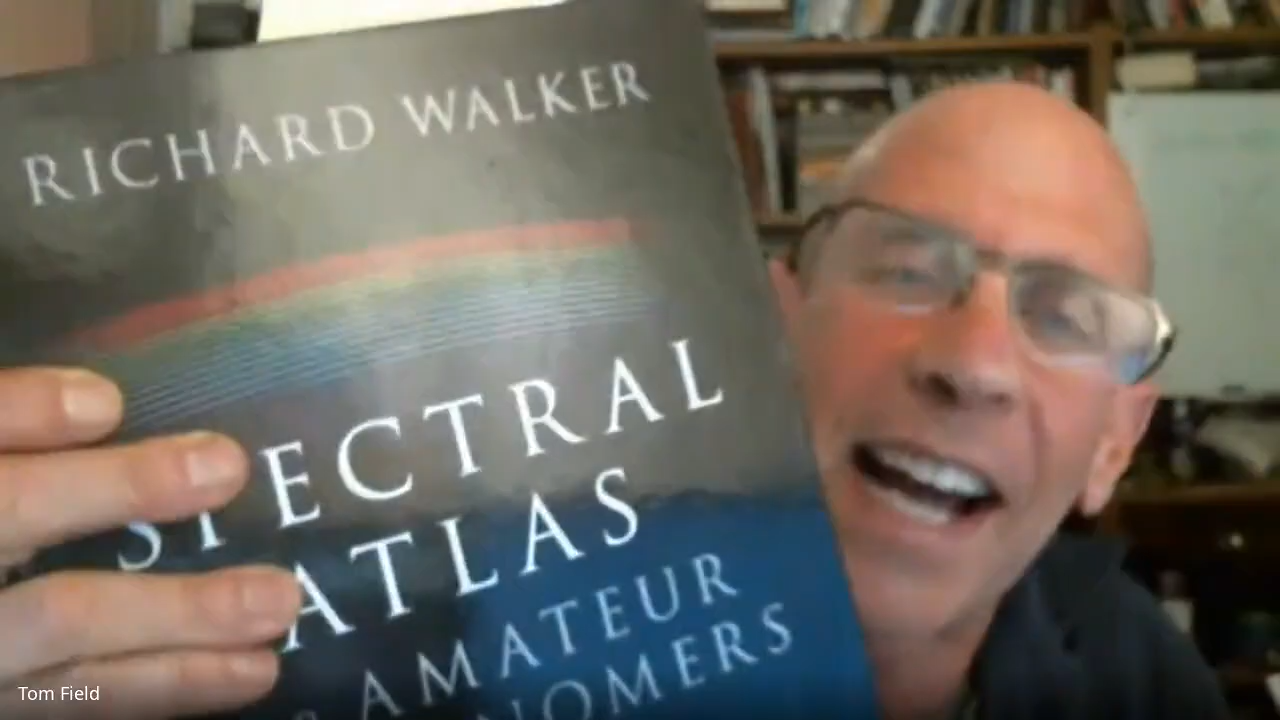 RICHARD WALKER
SPECTRAL
ATLAS
AMATEUR
NOMERS
Tom Field